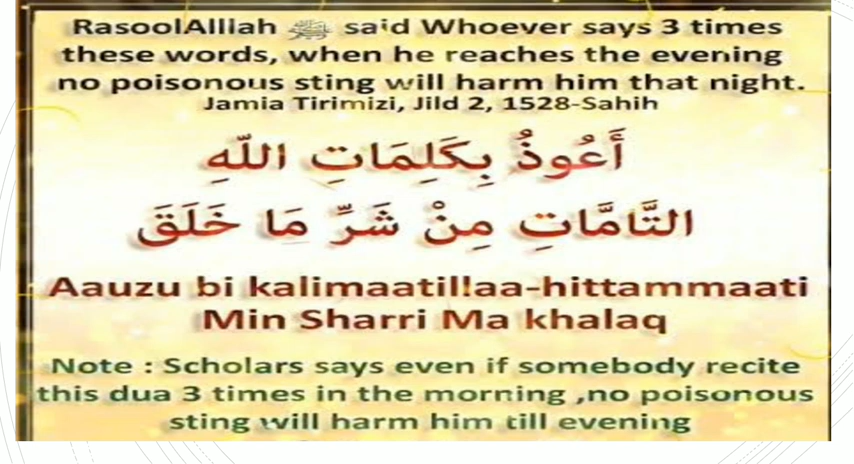 RasoolAlllah ﷺ said Whoever says 3 times
these words, when he reaches the evening
no poisonous sting will harm him that night.
Jamia Tirimizi, Jild 2, 1528-Sahih
أَعُوذُ بِكَلِمَاتِ اللّهِ
التَّامَّاتِ مِنْ شَرِّ مَا خَلَقَ
Aauzu bi kalimaatillaa-hittammaati
Min Sharri Ma khalaq
Note : Scholars says even if somebody recite
this dua 3 times in the morning ,no poisonous
sting will harm him till evening